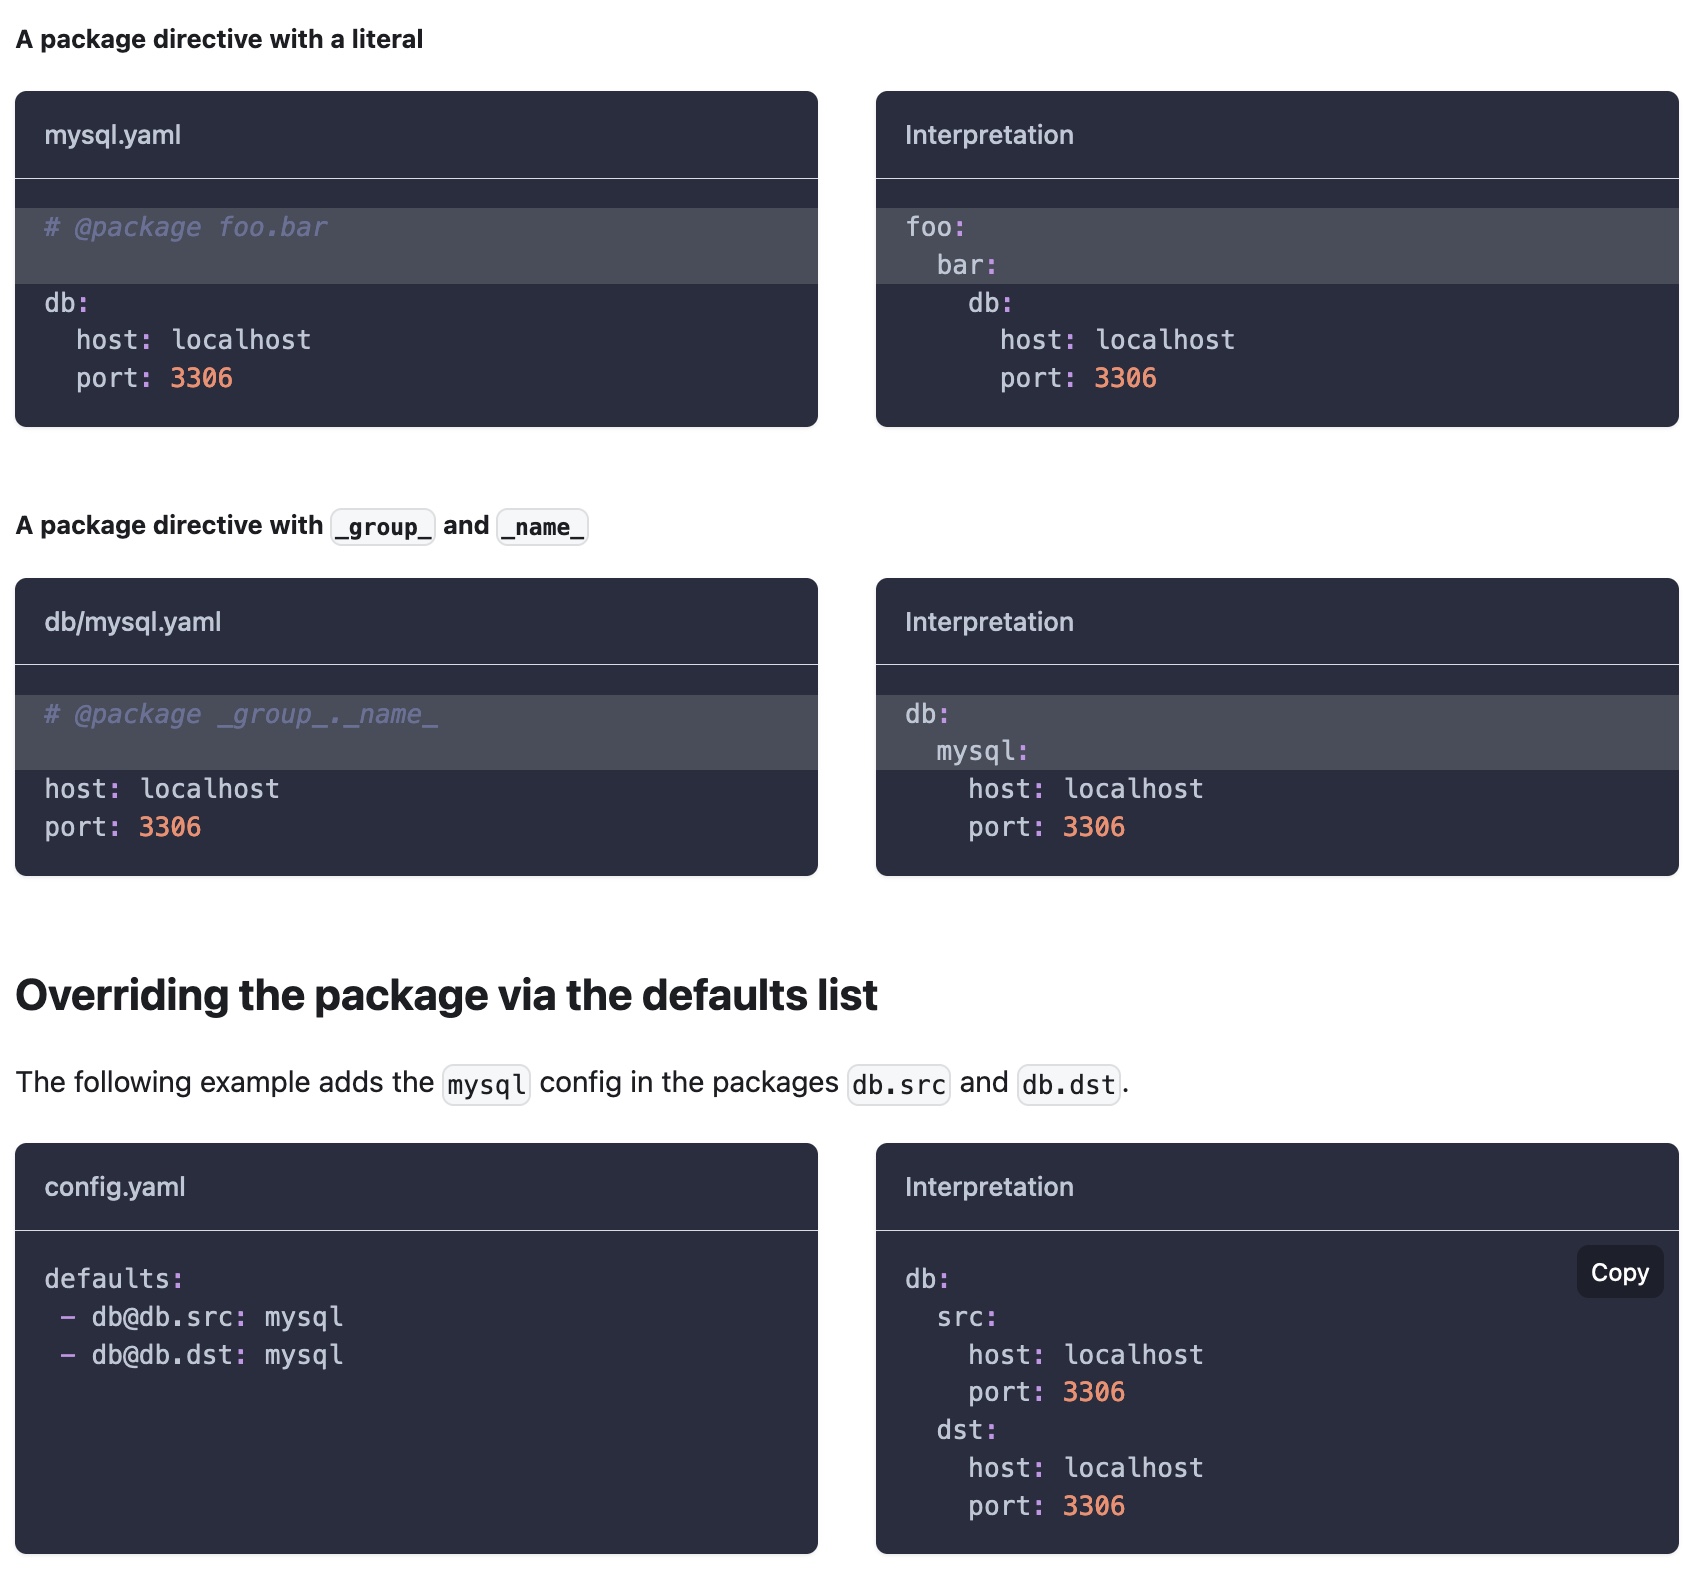 A package directive with a literal
mysql.yaml
# @package foo.bar
db:
  host: localhost
  port: 3306
Interpretation
foo:
  bar:
    db:
      host: localhost
      port: 3306
A package directive with _group_ and _name_
db/mysql.yaml
# @package _group_._name_
host: localhost
port: 3306
Interpretation
db:
  mysql:
    host: localhost
    port: 3306
Overriding the package via the defaults list
The following example adds the mysql config in the packages db.src and db.dst.
config.yaml
defaults:
 - db@db.src: mysql
 - db@db.dst: mysql
Interpretation
Copy
db:
  src:
    host: localhost
    port: 3306
  dst:
    host: localhost
    port: 3306